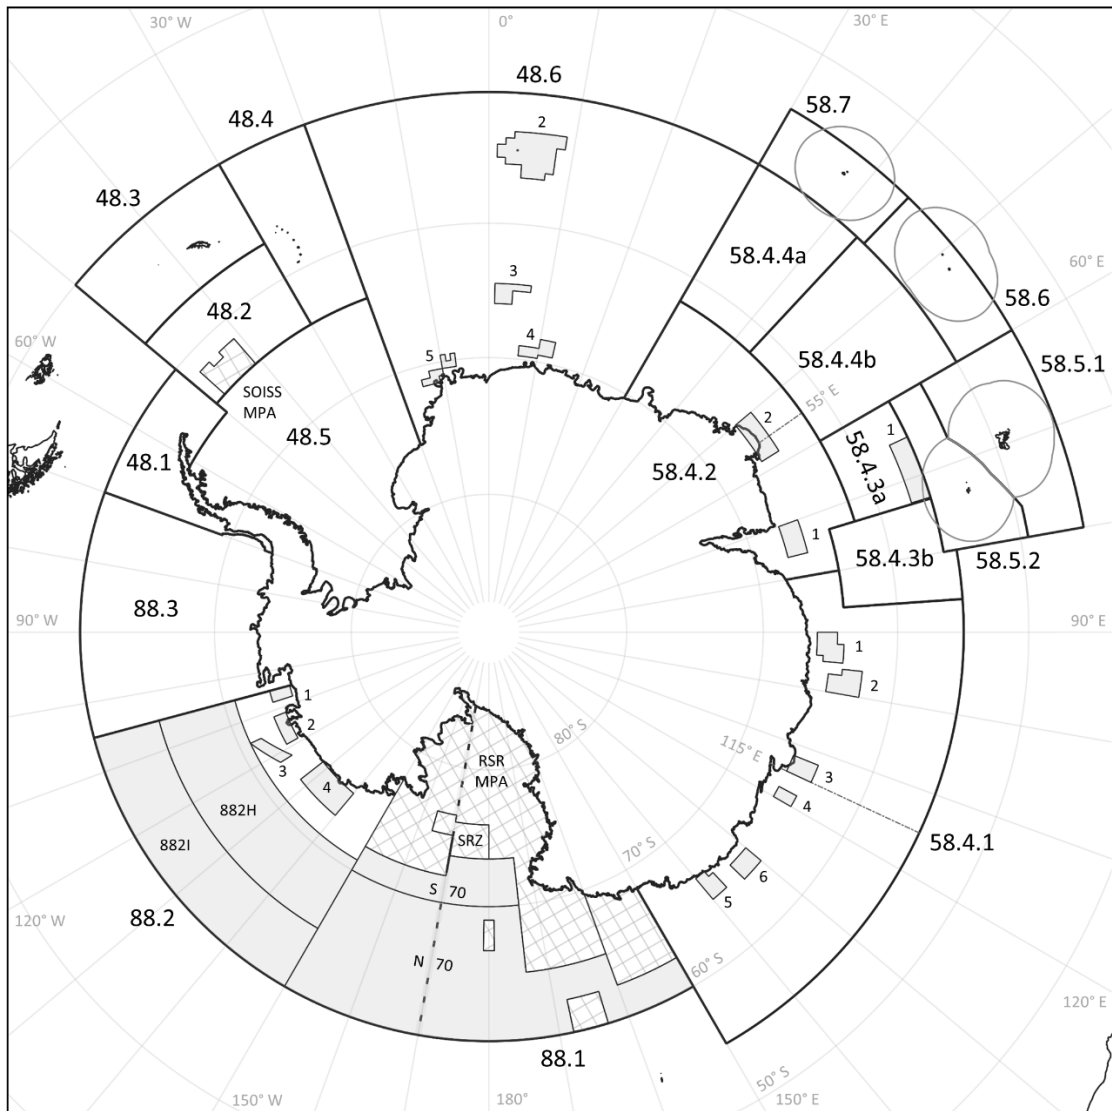 30° W
0°
30° E
48.6
58.7
48.4
2
48.3
58.4.4a
60° E
3
48.2
58.6
4
60° W
5
58.4.4b
58.5.1
SOISS
MPA
55° E
2
1
48.5
48.1
58.4.2
58.4.3a
1
58.4.3b
58.5.2
88.3
90° W
90° E
1
2
1
2
80° S
115° E
RSR
MPA
3
3
4
4
882H
SRZ
58.4.1
882I
70° S
6
S 70
5
88.2
120° W
N 70
60° S
120° E
88.1
50° S
150° W
180°
150° E